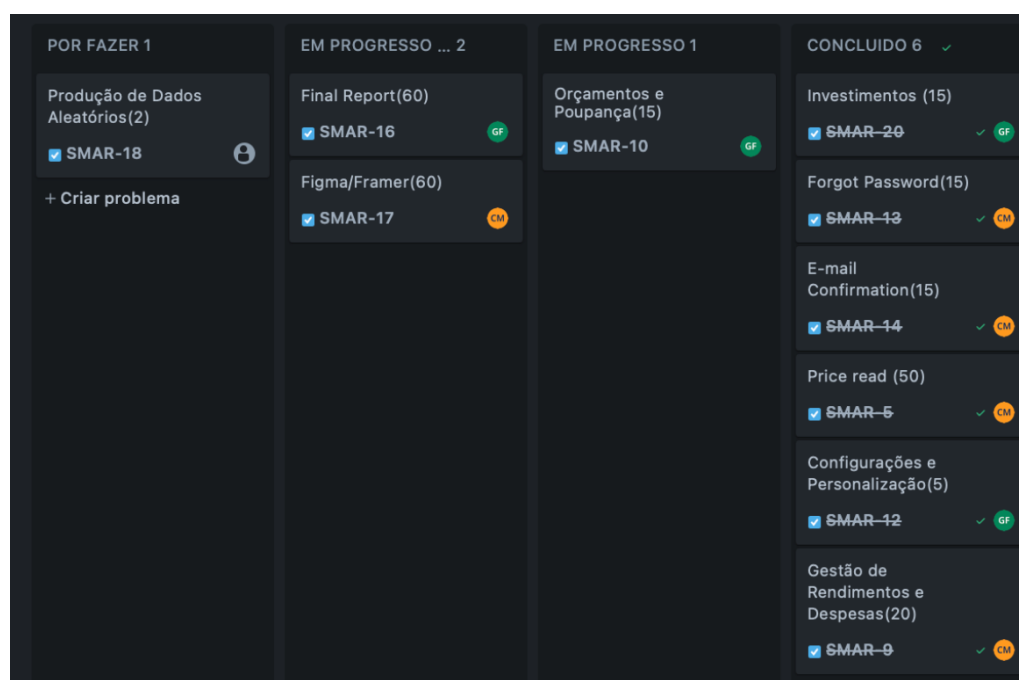 POR FAZER 1
Produção de Dados
Aleatórios(2)
SMAR-18
+ Criar problema
EM PROGRESSO ... 2
Final Report(60)
SMAR-16
GF
Figma/Framer(60)
SMAR-17
CM
EM PROGRESSO 1
Orçamentos e
Poupança(15)
SMAR-10
GF
CONCLUIDO 6
Investimentos (15)
SMAR-20
GF
Forgot Password(15)
SMAR-13
CM
E-mail
Confirmation(15)
SMAR-14
CM
Price read (50)
SMAR-5
CM
Configurações e
Personalização(5)
SMAR-12
GF
Gestão de
Rendimentos e
Despesas(20)
SMAR-9
CM